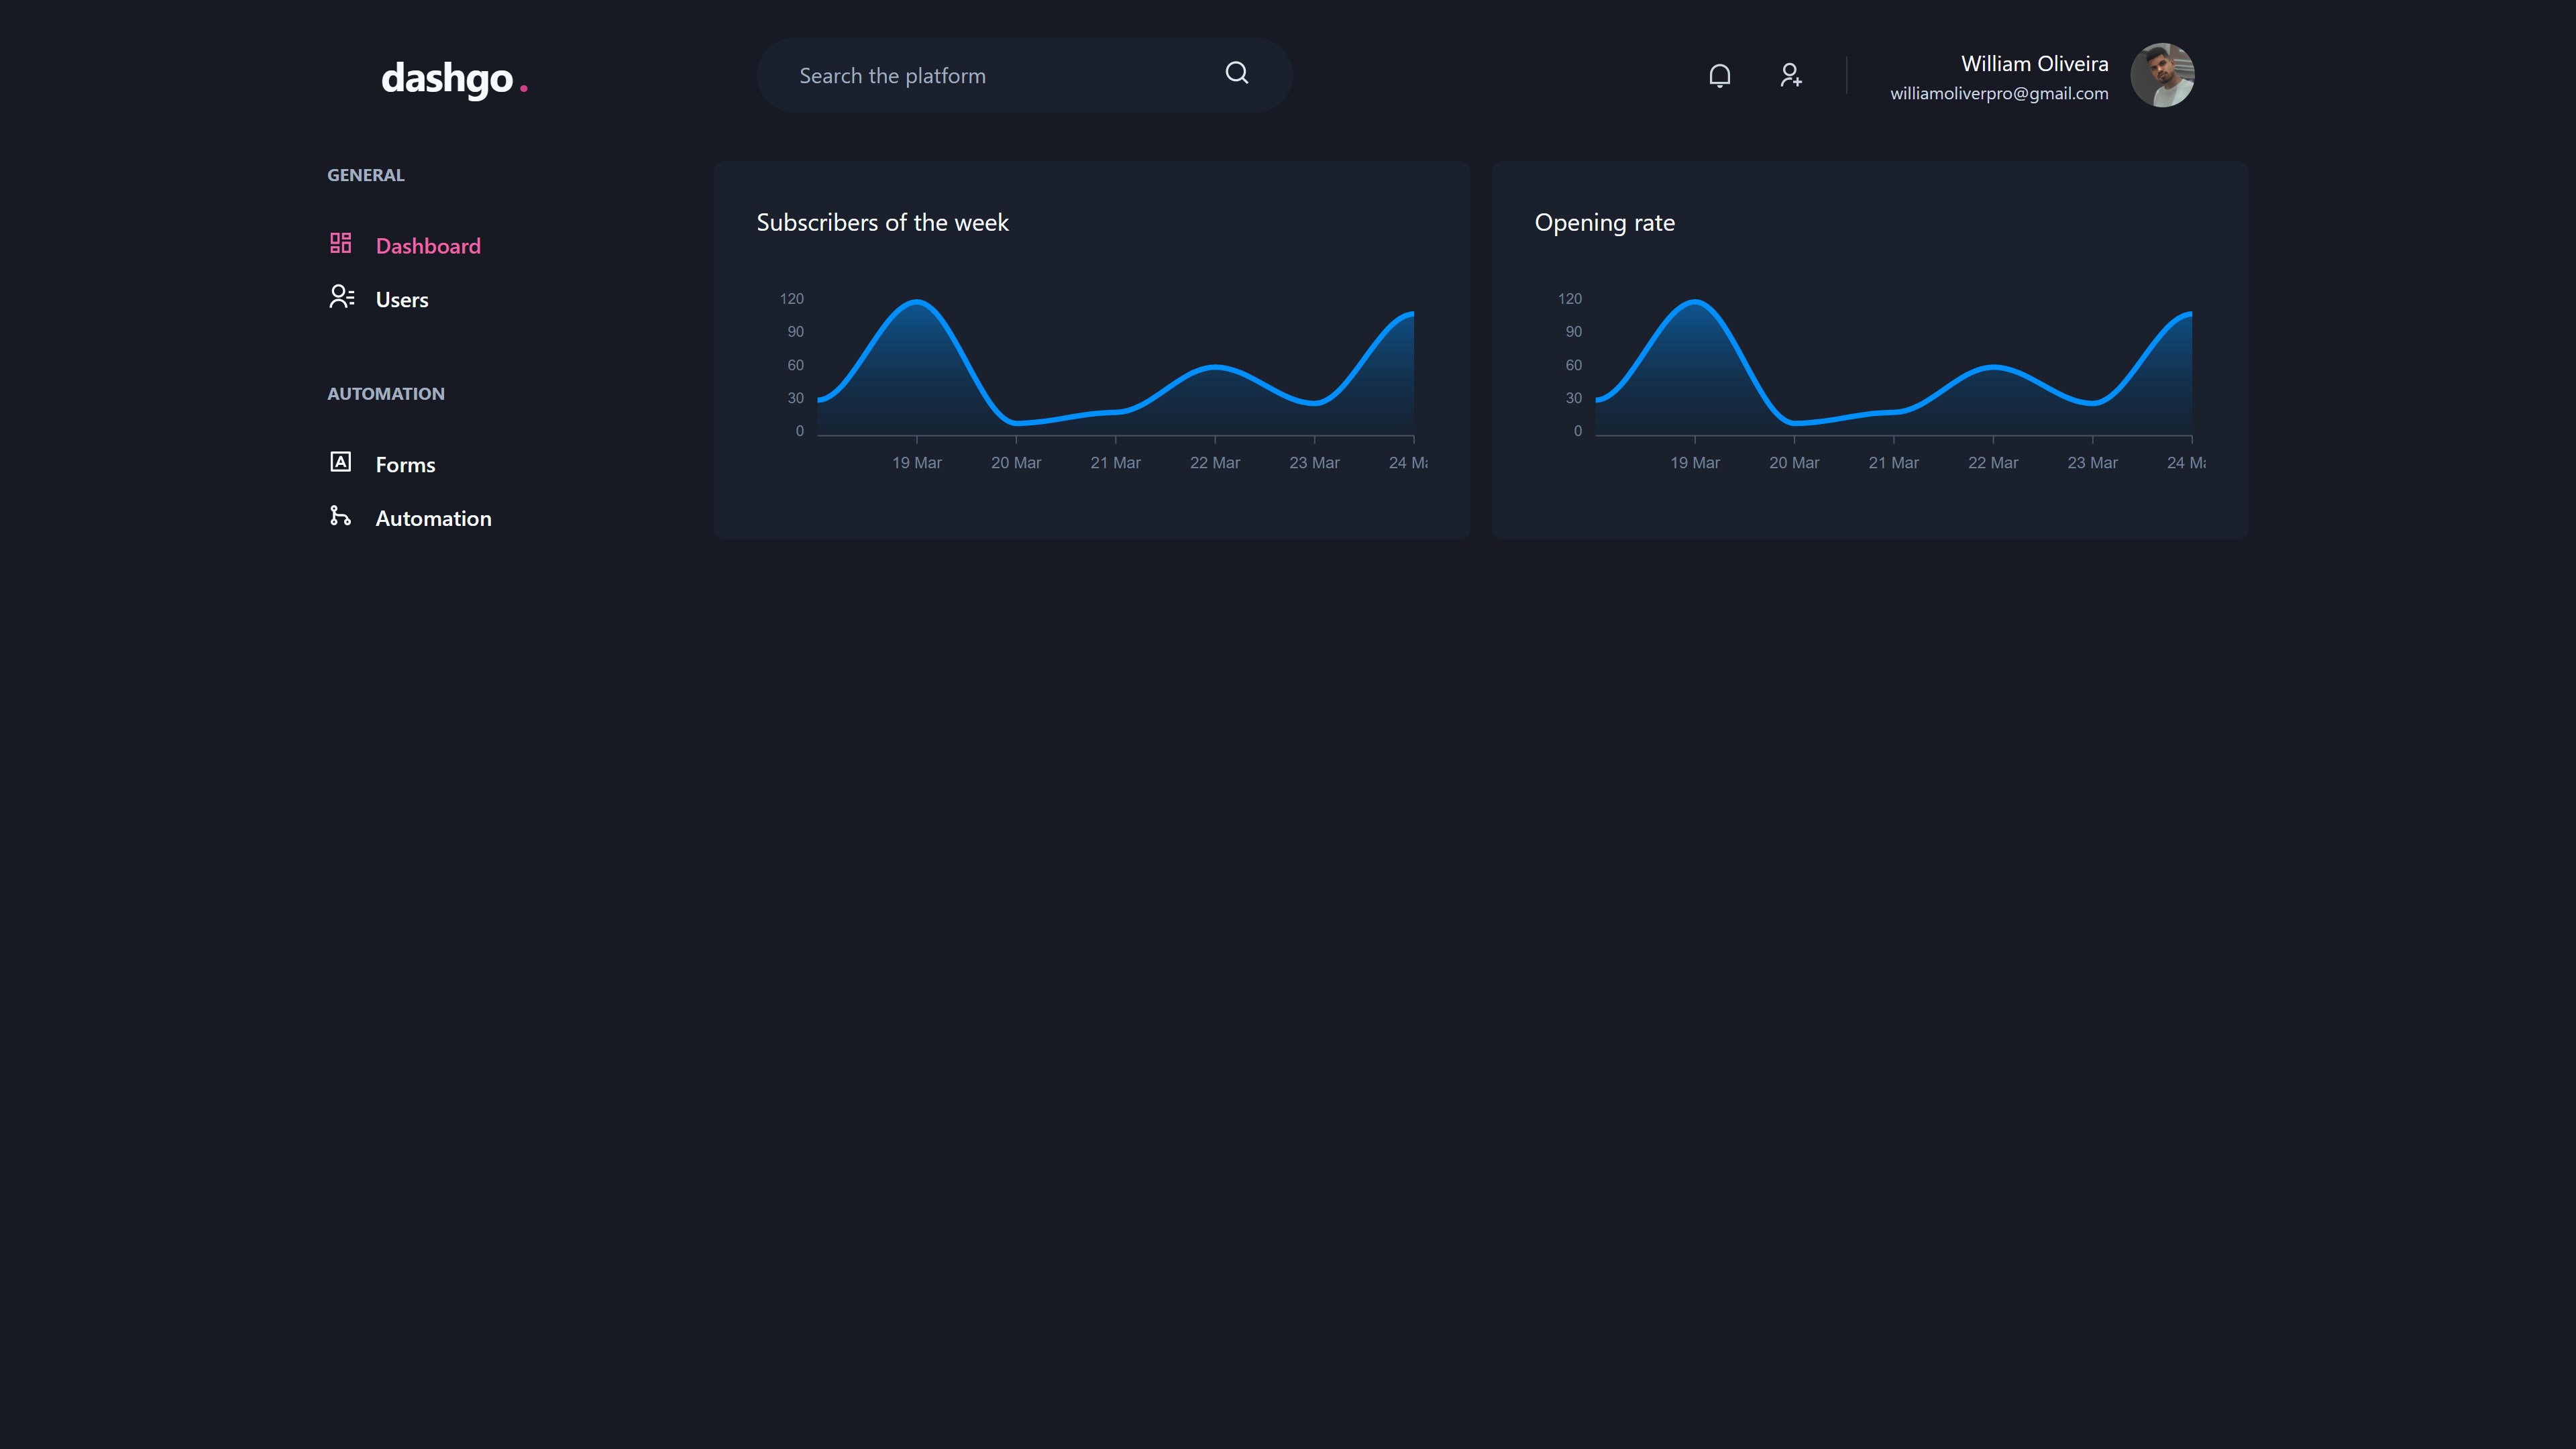 dashgo.
Search the platform
William Oliveira
williamoliverpro@gmail.com
GENERAL
Dashboard
Users
AUTOMATION
Forms
Automation
Subscribers of the week
120
90
60
30
0
19 Mar 20 Mar 21 Mar 22 Mar 23 Mar 24 Ma
Opening rate
120
90
60
30
0
19 Mar 20 Mar 21 Mar 22 Mar 23 Mar 24 Ma